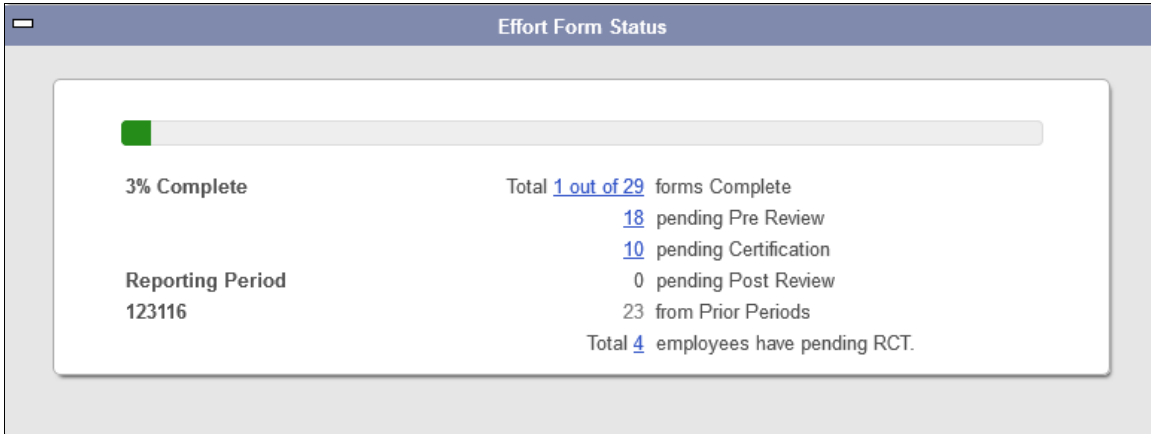 Effort Form Status
3% Complete
Total 1 out of 29 forms Complete
18 pending Pre Review
10 pending Certification
Reporting Period
0 pending Post Review
123116
23 from Prior Periods
Total 4 employees have pending RCT.